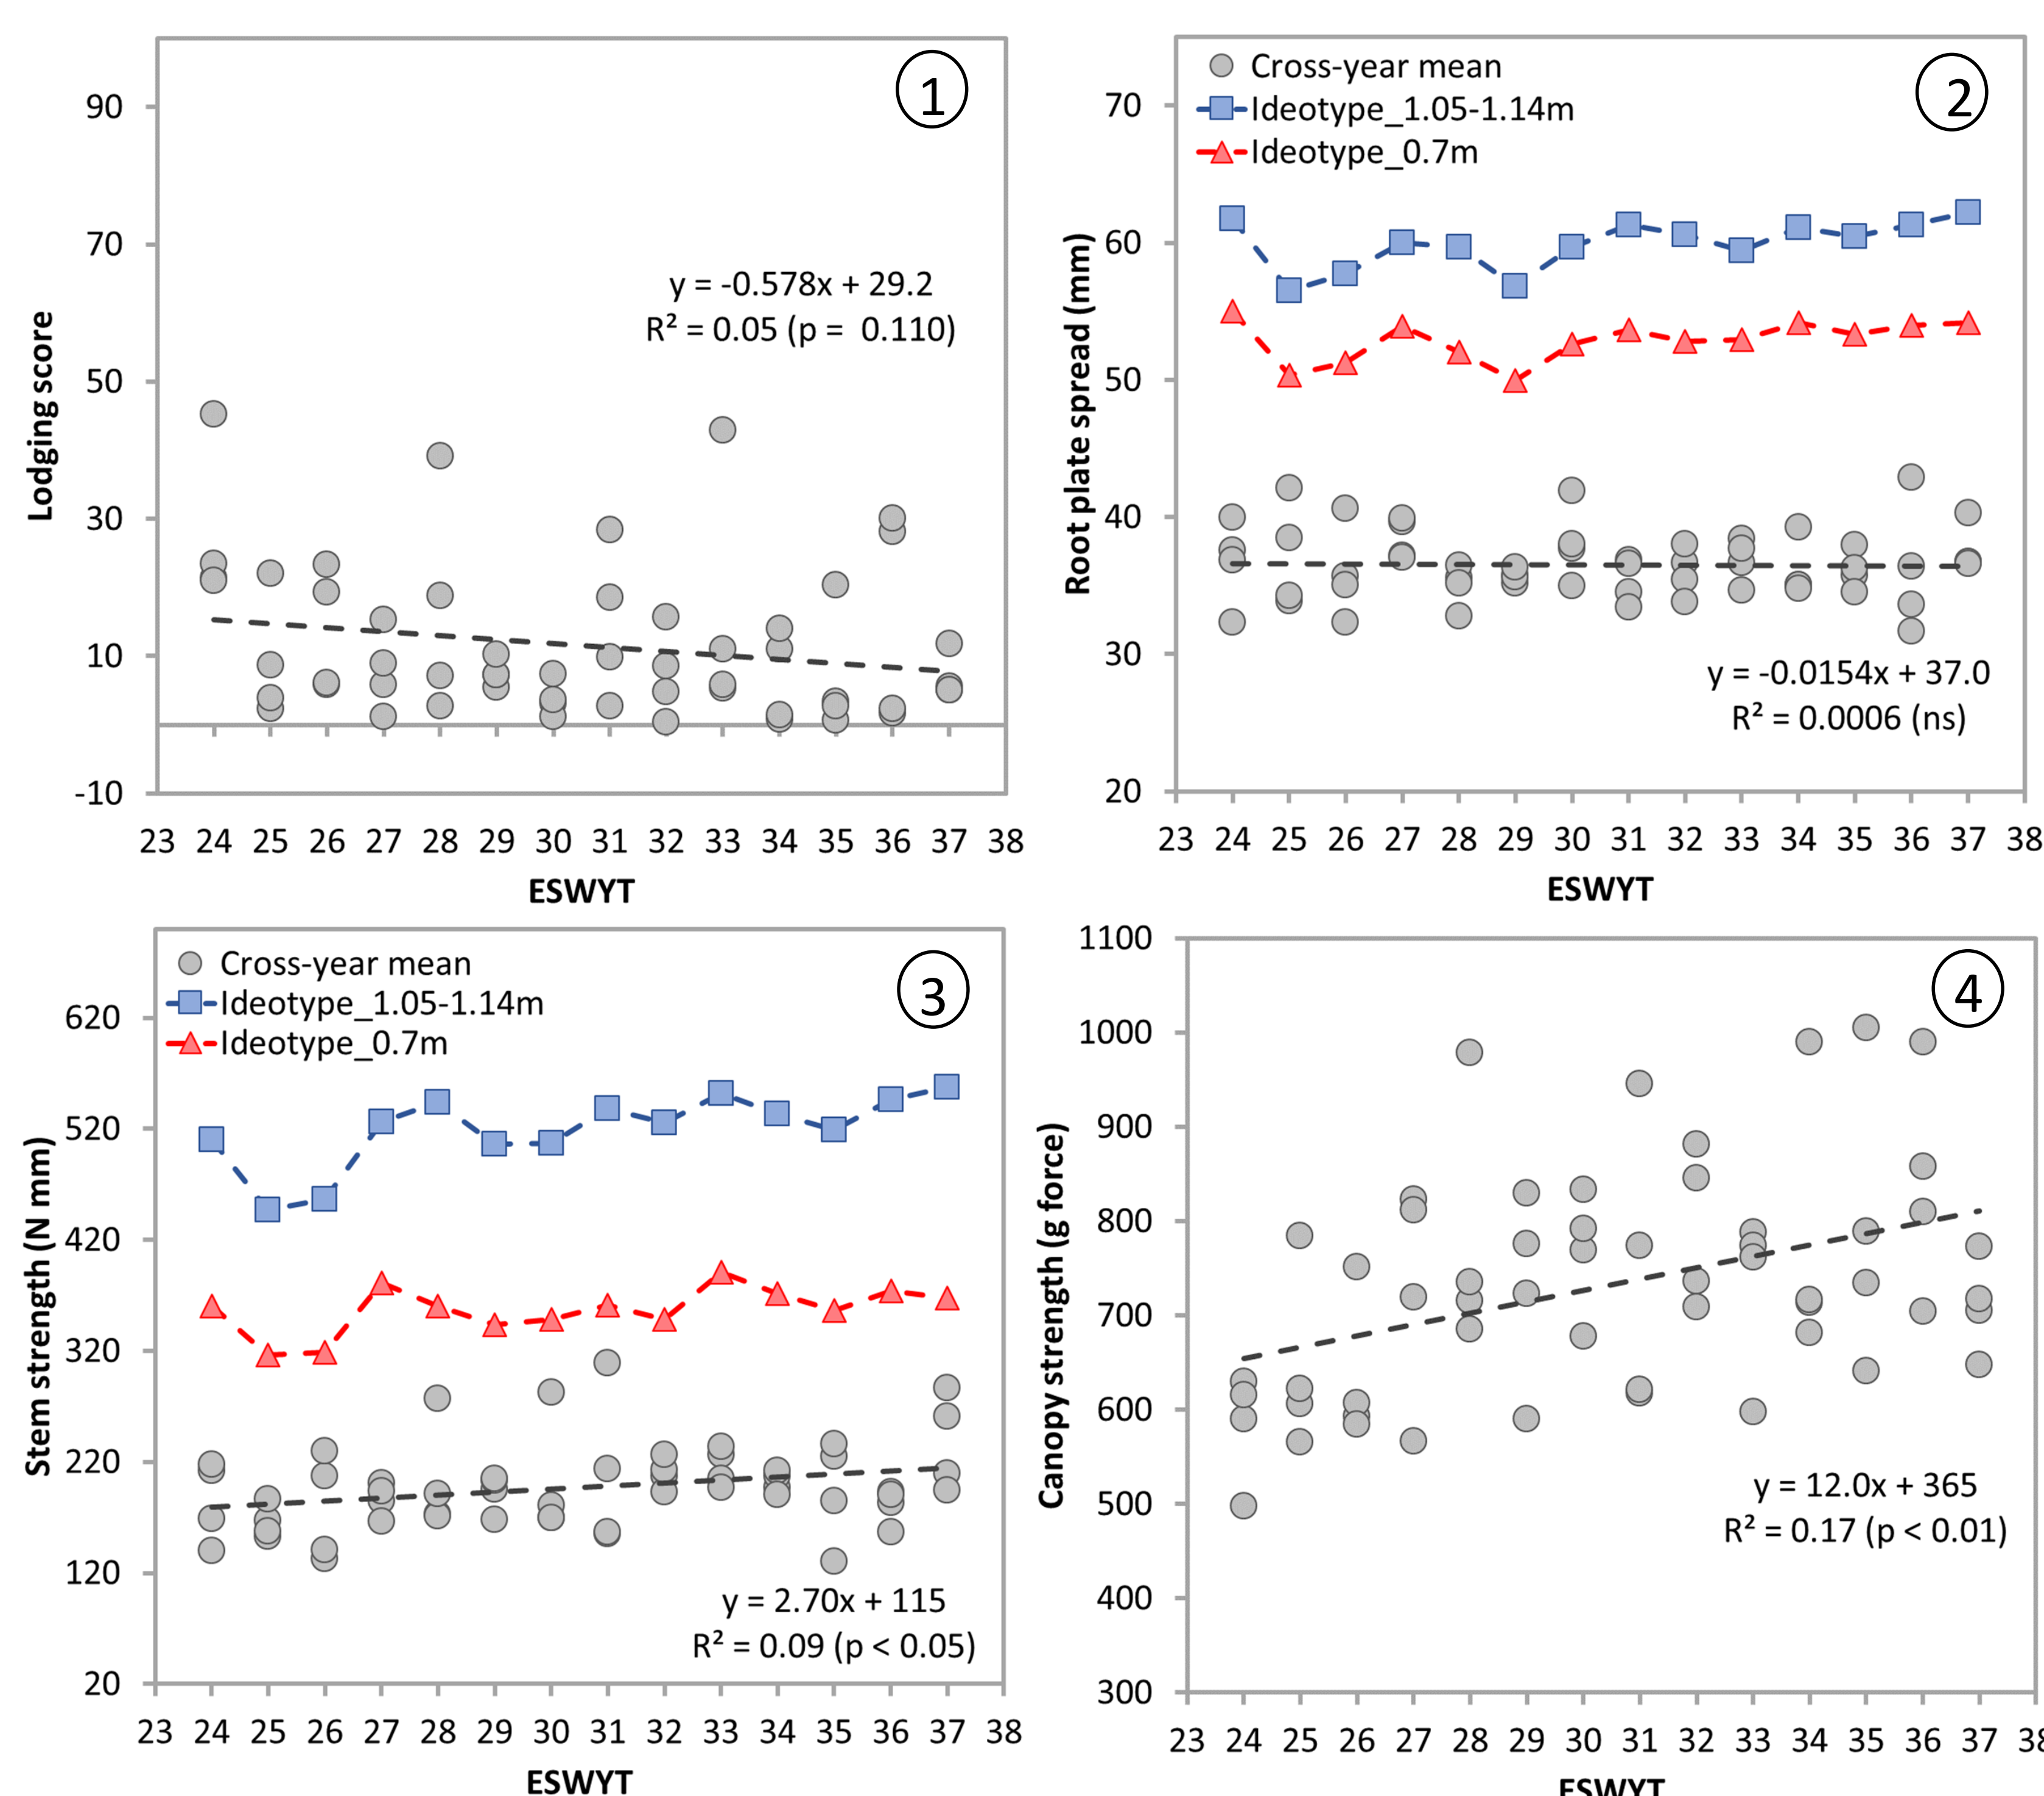 1
90
70
50
30
10
-10
Lodging score
y = -0.578x + 29.2
R² = 0.05 (p = 0.110)
23 24 25 26 27 28 29 30 31 32 33 34 35 36 37 38
ESWYT
2
Cross-year mean
Ideotype_1.05-1.14m
Ideotype_0.7m
70
60
50
40
30
20
Root plate spread (mm)
y = -0.0154x + 37.0
R² = 0.0006 (ns)
23 24 25 26 27 28 29 30 31 32 33 34 35 36 37 38
ESWYT
3
Cross-year mean
Ideotype_1.05-1.14m
Ideotype_0.7m
620
520
420
320
220
120
20
Stem strength (N mm)
y = 2.70x + 115
R² = 0.09 (p < 0.05)
23 24 25 26 27 28 29 30 31 32 33 34 35 36 37 38
ESWYT
4
1100
1000
900
800
700
600
500
400
300
Canopy strength (g force)
y = 12.0x + 365
R² = 0.17 (p < 0.01)
23 24 25 26 27 28 29 30 31 32 33 34 35 36 37 38
ESWYT